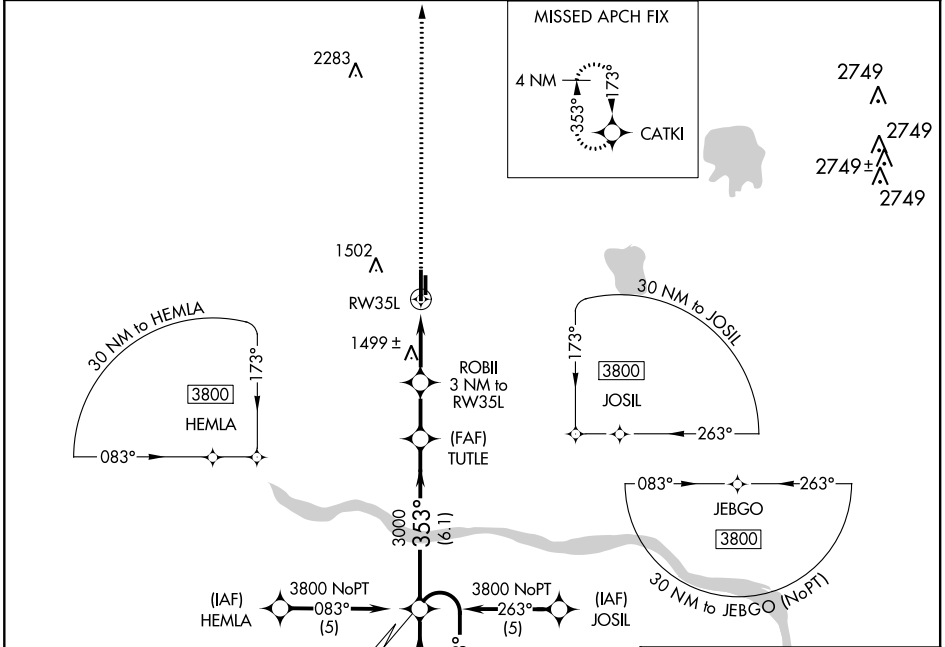 MISSED APCH FIX
4 NM
353°
173°
CATKI
2283
2749
2749
2749 ±
2749
1502
RW35L
1499 ±
ROBII
3 NM to
RW35L
(FAF)
TUTLE
30 NM to HEMLA
173°
3800
HEMLA
083°
30 NM to JOSIL
173°
3800
JOSIL
263°
083°
263°
JEBGO
3800
30 NM to JEBGO (NoPT)
3000
353°
(6.1)
(IAF)
HEMLA
3800 NoPT
083°
(5)
3800 NoPT
263°
(5)
(IAF)
JOSIL